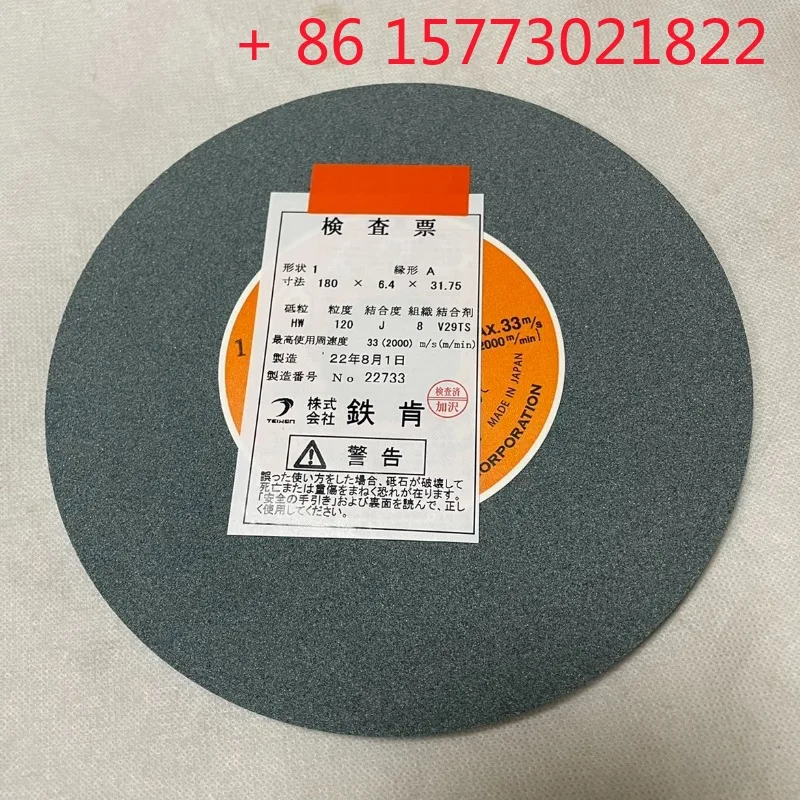 + 86 15773021822
検査票
形状 1 縁形 A
寸法 180 × 6.4 × 31.75
砥粒 粒度 結合度 組織 結合剤
HW 120 J 8 V29TS
最高使用周速度 33(2000) m/s(m/min)
製造 22年8月1日
製造番号 No 22733
検査済
加沢
TEIKEN
株式
会社 鉄肯
警告
誤った使い方をした場合、砥石が破壊して
死亡または重傷をまねく恐れが在ります。
「安全の手引き」および裏面を読んで、正し
く使用してください。
1
AX. 33 m/s
2000 m/min)
MADE IN JAPAN
CORPORATION